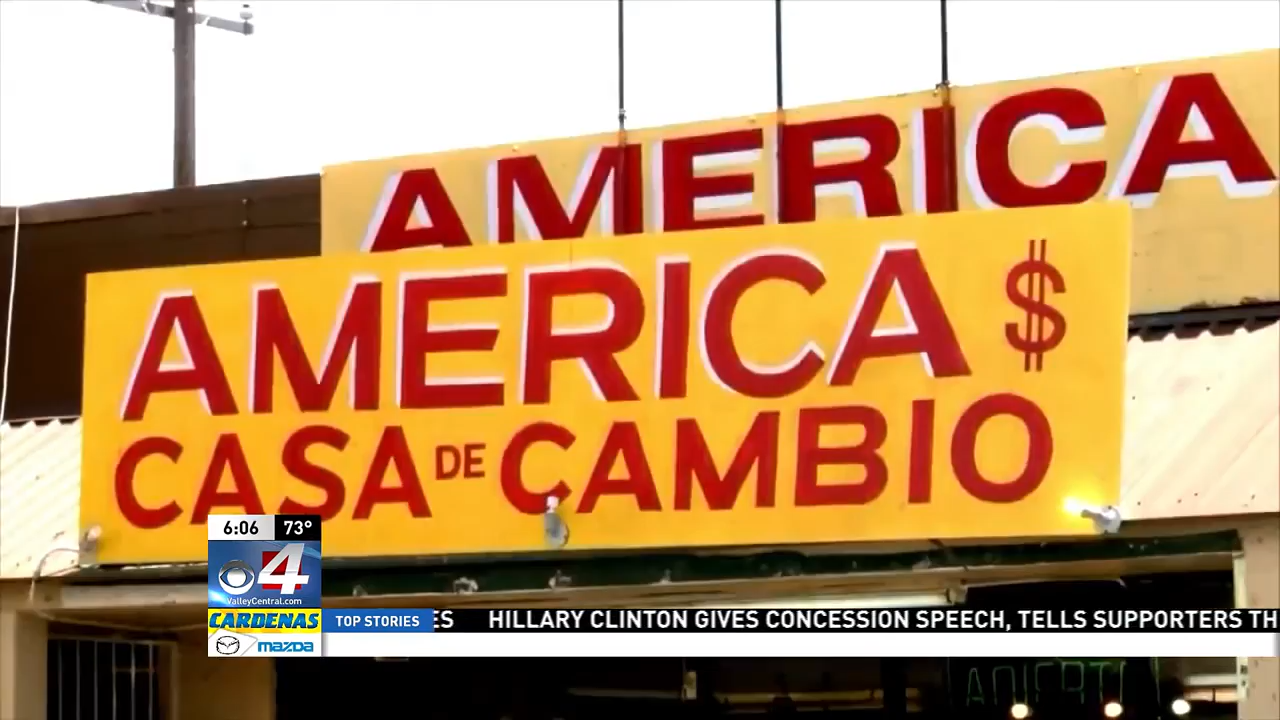 AMERICA
AMERICA $
CASA DE CAMBIO
6:06 73°
4
ValleyCentral.com
CARDENAS
mazda
TOP STORIES
ES HILLARY CLINTON GIVES CONCESSION SPEECH, TELLS SUPPORTERS TH
ABIERTO